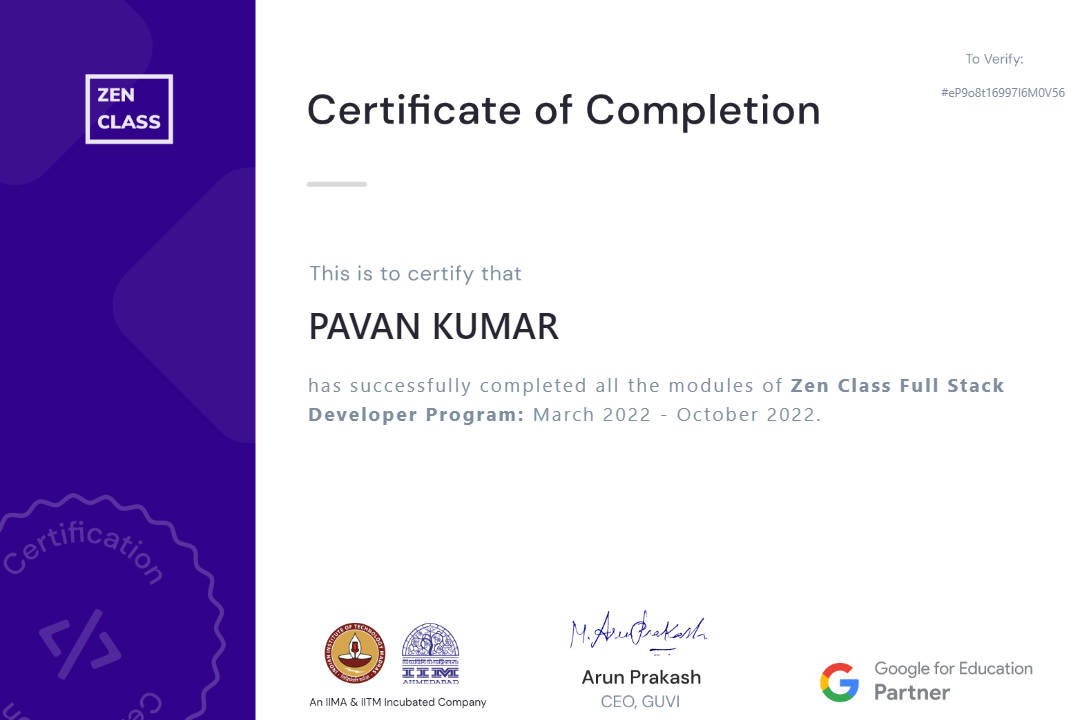 ZEN
CLASS
To Verify:
#eP9o8t16997I6M0V56
Certificate of Completion
This is to certify that
PAVAN KUMAR
has successfully completed all the modules of Zen Class Full Stack
Developer Program: March 2022 - October 2022.
Certification
INDIAN INSTITUTE OF TECHNOLOGY MADRAS
IIM
AHMEDABAD
An IIMA & IITM Incubated Company
M. Arun Prakash
Arun Prakash
CEO, GUVI
Google for Education
Partner